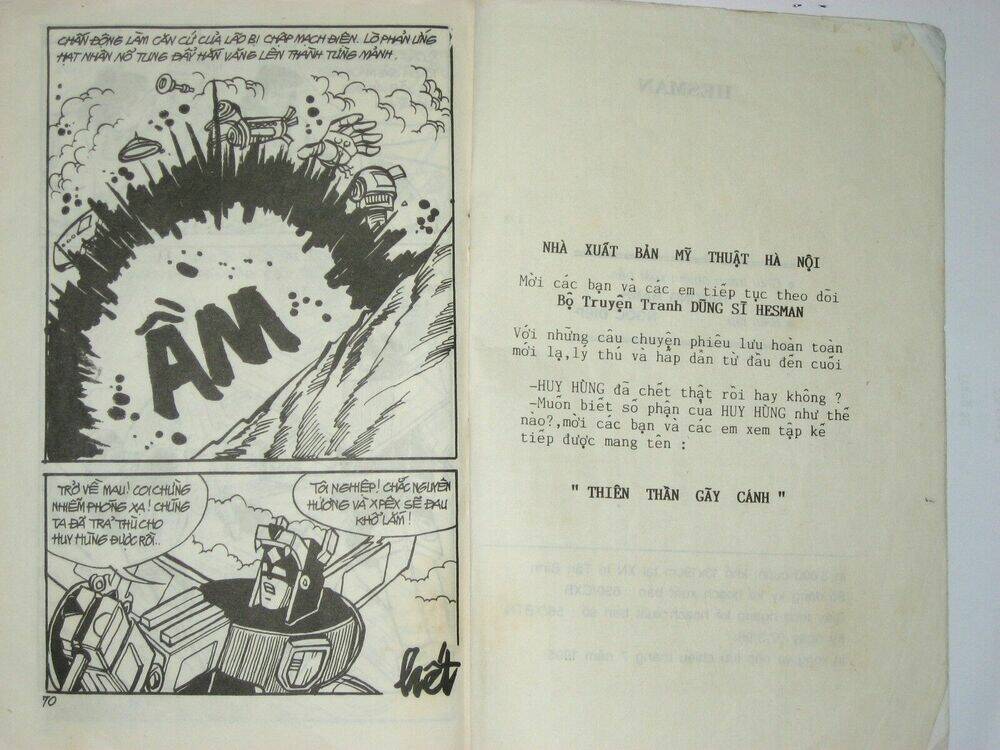 CHẤN ĐỘNG LÀM CĂN CỨ CỦA LÃO BỊ CHẬP MẠCH ĐIỆN. LÒ PHẢN ỨNG
HẠT NHÂN NỔ TUNG ĐẨY HẮN VĂNG LÊN THÀNH TỪNG MẢNH.
ẦM
TRỞ VỀ MAU! COI CHỪNG
NHIỄM PHÓNG XẠ! CHÚNG
TA ĐÃ TRẢ THÙ CHO
HUY HÙNG ĐƯỢC RỒI..
TỘI NGHIỆP! CHẮC NGUYÊN
HƯƠNG VÀ XPÊX SẼ ĐAU
KHỔ LẮM!
hết
70
HESMAN
NHÀ XUẤT BẢN MỸ THUẬT HÀ NỘI
Mời các bạn và các em tiếp tục theo dõi
Bộ Truyện Tranh DŨNG SĨ HESMAN
Với những câu chuyện phiêu lưu hoàn toàn
mới lạ,lý thú và hấp dẫn từ đầu đến cuối
-HUY HÙNG đã chết thật rồi hay không ?
-Muốn biết số phận của HUY HÙNG như thế
nào?,mời các bạn và các em xem tập kế
tiếp được mang tên :
" THIÊN THẦN GÃY CÁNH "